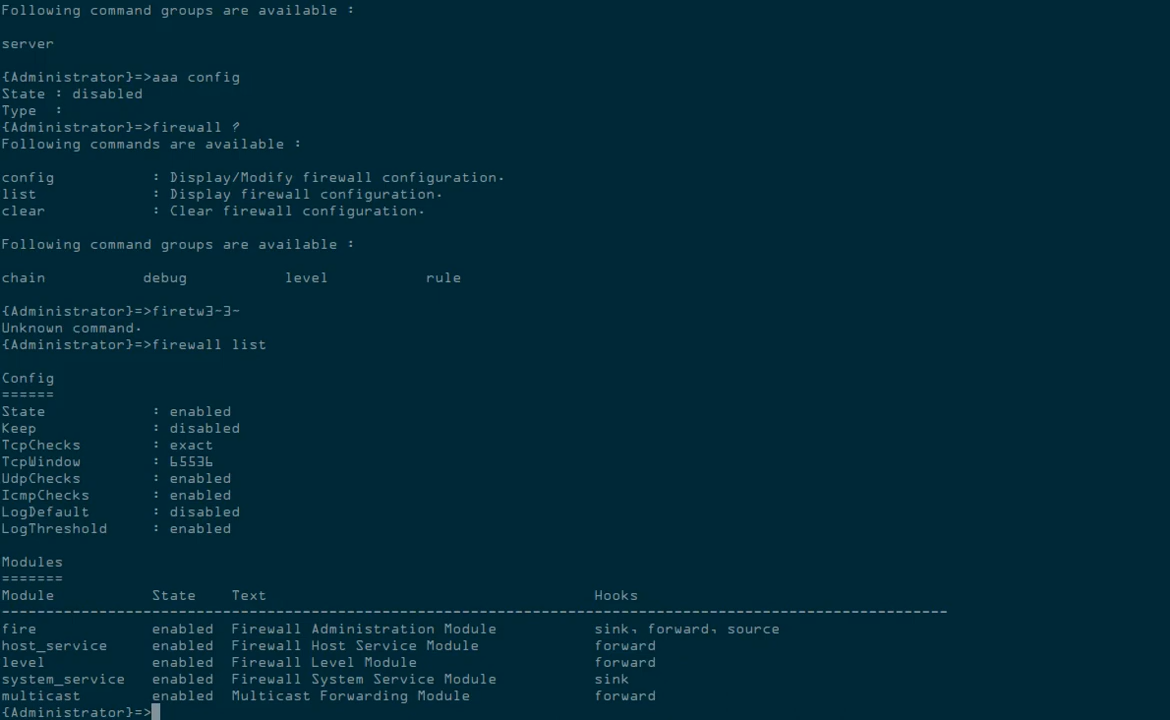 Following command groups are available :
server
{Administrator}=>aaa config
State : disabled
Type  :
{Administrator}=>firewall ?
Following commands are available :
config           : Display/Modify firewall configuration.
list             : Display firewall configuration.
clear            : Clear firewall configuration.
Following command groups are available :
chain           debug           level           rule
{Administrator}=>firetw3~3~
Unknown command.
{Administrator}=>firewall list
Config
======
State            : enabled
Keep             : disabled
TcpChecks        : exact
TcpWindow        : 65536
UdpChecks        : enabled
IcmpChecks       : enabled
LogDefault       : disabled
LogThreshold     : enabled
Modules
=======
Module           State    Text                                     Hooks
-----------------------------------------------------------------------------------------------------------
fire             enabled  Firewall Administration Module           sink, forward, source
host_service     enabled  Firewall Host Service Module             forward
level            enabled  Firewall Level Module                    forward
system_service   enabled  Firewall System Service Module           sink
multicast        enabled  Multicast Forwarding Module              forward
{Administrator}=>